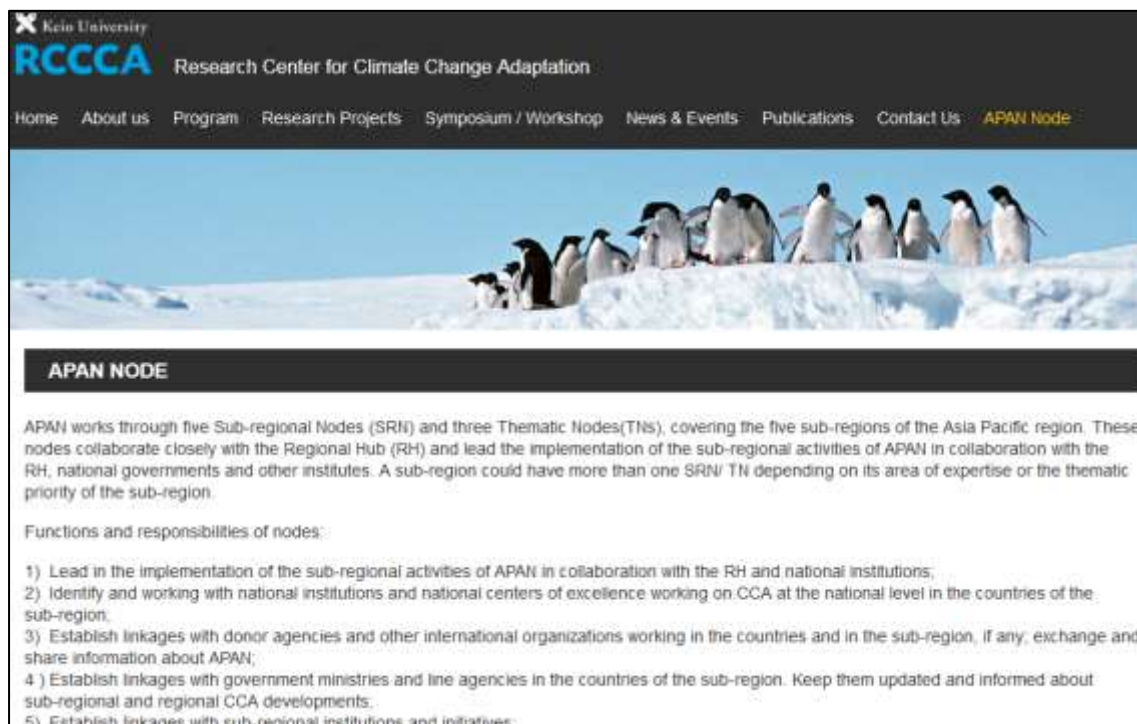 Keio University
RCCCA Research Center for Climate Change Adaptation
Home About us Program Research Projects Symposium / Workshop News & Events Publications Contact Us APAN Node
APAN NODE
APAN works through five Sub-regional Nodes (SRN) and three Thematic Nodes(TNs), covering the five sub-regions of the Asia Pacific region. These
nodes collaborate closely with the Regional Hub (RH) and lead the implementation of the sub-regional activities of APAN in collaboration with the
RH, national governments and other institutes. A sub-region could have more than one SRN/ TN depending on its area of expertise or the thematic
priority of the sub-region.
Functions and responsibilities of nodes:
1) Lead in the implementation of the sub-regional activities of APAN in collaboration with the RH and national institutions;
2) Identify and working with national institutions and national centers of excellence working on CCA at the national level in the countries of the
sub-region;
3) Establish linkages with donor agencies and other international organizations working in the countries and in the sub-region, if any; exchange and
share information about APAN;
4 ) Establish linkages with government ministries and line agencies in the countries of the sub-region. Keep them updated and informed about
sub-regional and regional CCA developments;
5) Establish linkages with sub-regional institutions and initiatives;